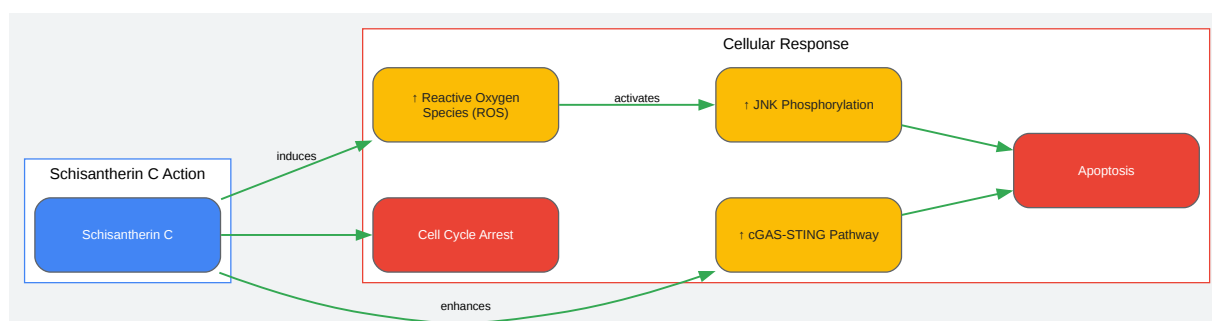 Cellular Response
↑ Reactive Oxygen
Species (ROS)
activates
↑ JNK Phosphorylation
induces
Schisantherin C Action
Apoptosis
Schisantherin C
Cell Cycle Arrest
↑ cGAS-STING Pathway
enhances